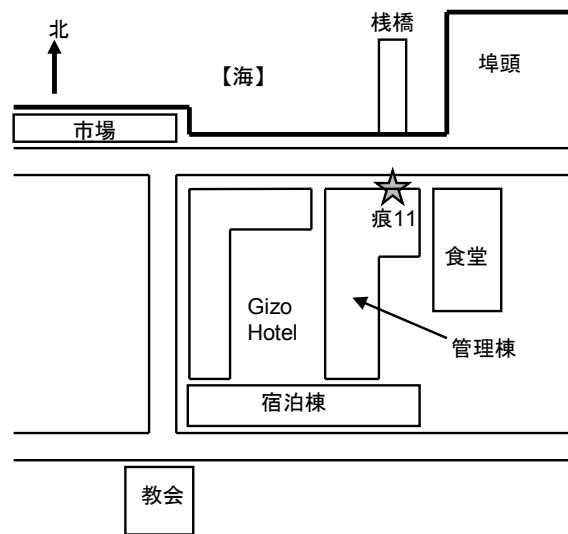 北
桟橋
【海】
埠頭
市場
痕11
食堂
Gizo
Hotel
管理棟
宿泊棟
教会